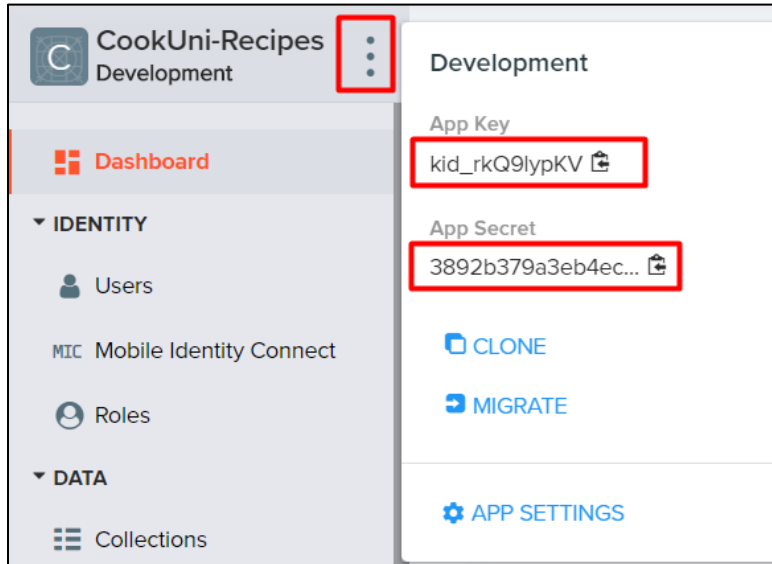 C
CookUni-Recipes
Development
Dashboard
IDENTITY
Users
MIC Mobile Identity Connect
Roles
DATA
Collections
Development
App Key
kid_rkQ9lypKV
App Secret
3892b379a3eb4ec...
CLONE
MIGRATE
APP SETTINGS